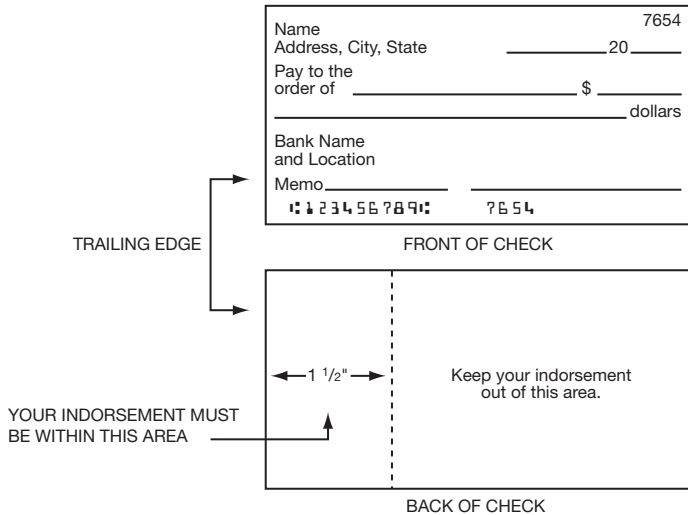 7654
Name
Address, City, State 20
Pay to the
order of $
dollars
Bank Name
and Location
Memo
⑆123456789⑆ 7654
TRAILING EDGE
FRONT OF CHECK
1 1/2"
Keep your indorsement
out of this area.
YOUR INDORSEMENT MUST
BE WITHIN THIS AREA
BACK OF CHECK